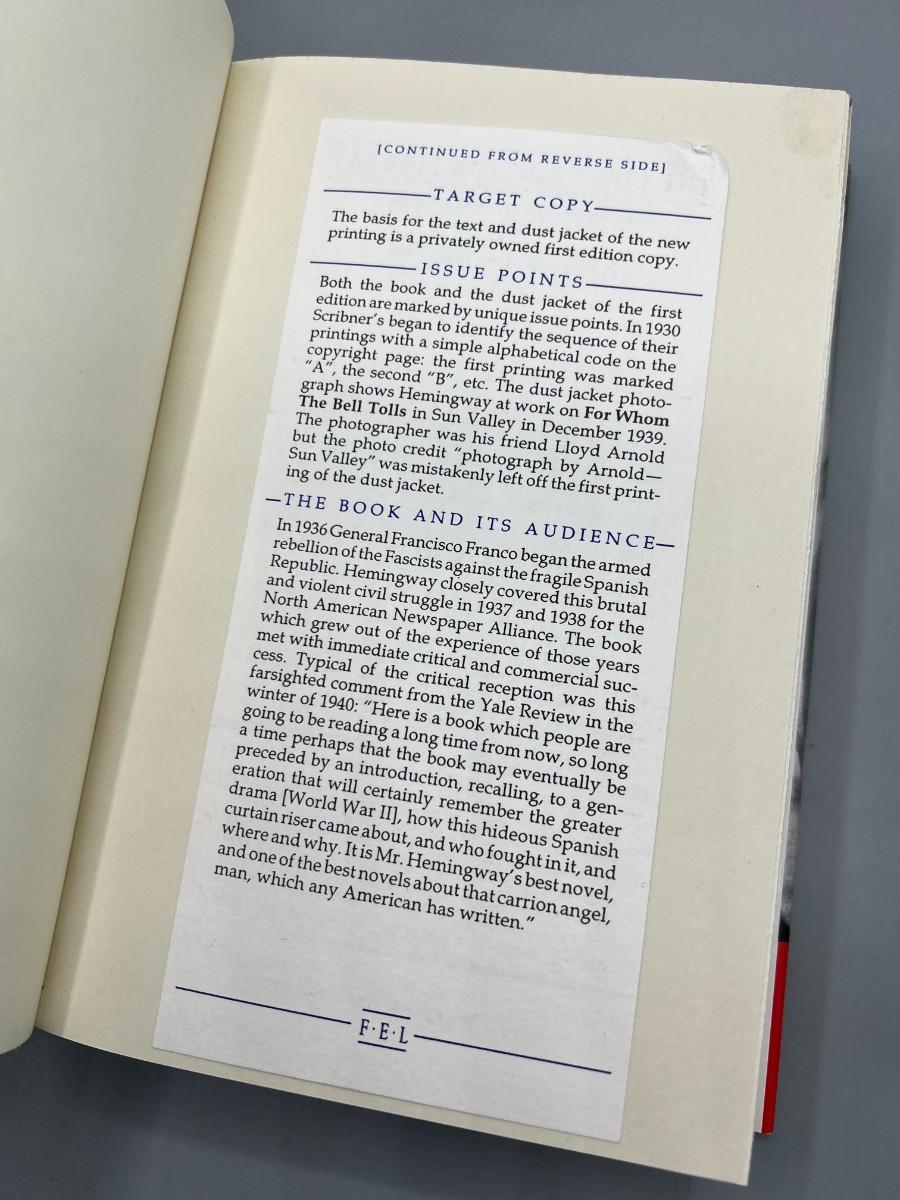 [CONTINUED FROM REVERSE SIDE]
TARGET COPY
The basis for the text and dust jacket of the new
printing is a privately owned first edition copy.
ISSUE POINTS
Both the book and the dust jacket of the first
edition are marked by unique issue points. In 1930
Scribner's began to identify the sequence of their
printings with a simple alphabetical code on the
copyright page: the first printing was marked
“A”, the second “B”, etc. The dust jacket photo-
graph shows Hemingway at work on For Whom
The Bell Tolls in Sun Valley in December 1939.
The photographer was his friend Lloyd Arnold
but the photo credit “photograph by Arnold—
Sun Valley” was mistakenly left off the first print-
ing of the dust jacket.
THE BOOK AND ITS AUDIENCE
In 1936 General Francisco Franco began the armed
rebellion of the Fascists against the fragile Spanish
Republic. Hemingway closely covered this brutal
and violent civil struggle in 1937 and 1938 for the
North American Newspaper Alliance. The book
which grew out of the experience of those years
met with immediate critical and commercial suc-
cess. Typical of the critical reception was this
farsighted comment from the Yale Review in the
winter of 1940: “Here is a book which people are
going to be reading a long time from now, so long
a time perhaps that the book may eventually be
preceded by an introduction, recalling, to a gen-
eration that will certainly remember the greater
drama [World War II], how this hideous Spanish
curtain riser came about, and who fought in it, and
where and why. It is Mr. Hemingway's best novel,
and one of the best novels about that carrion angel,
man, which any American has written.”
F·E·L